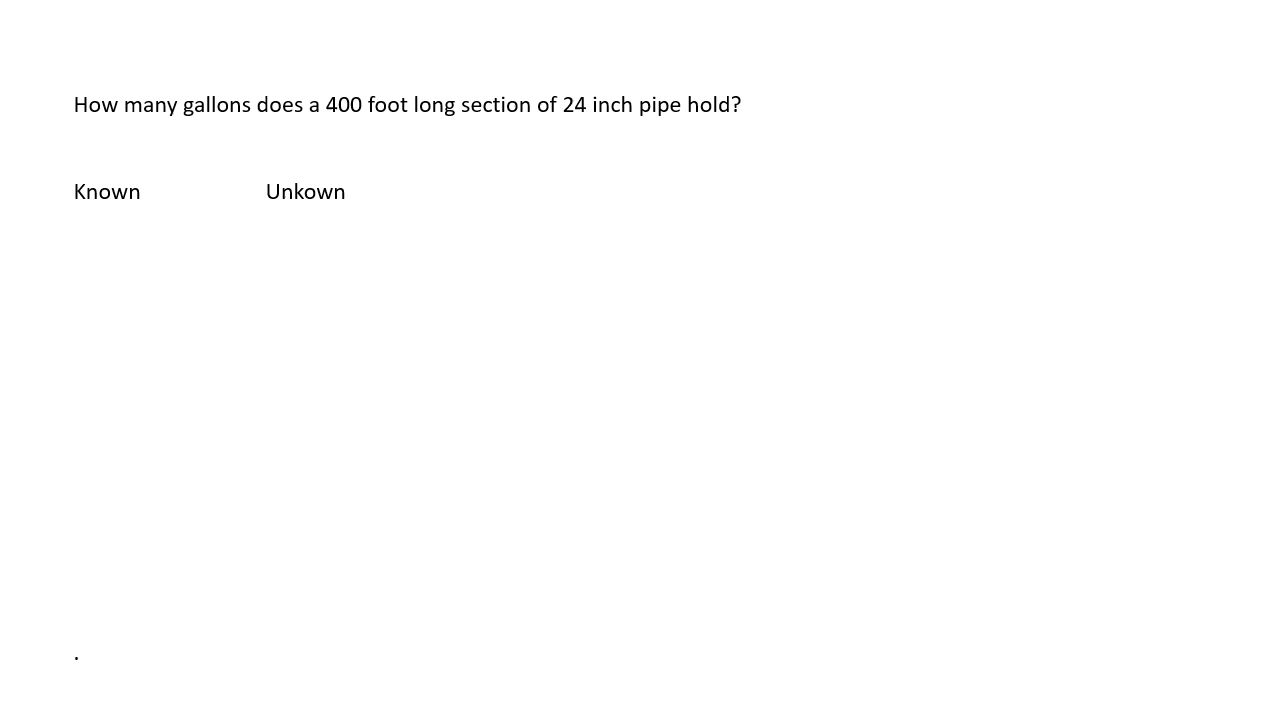 How many gallons does a 400 foot long section of 24 inch pipe hold?
Known Unkown
.